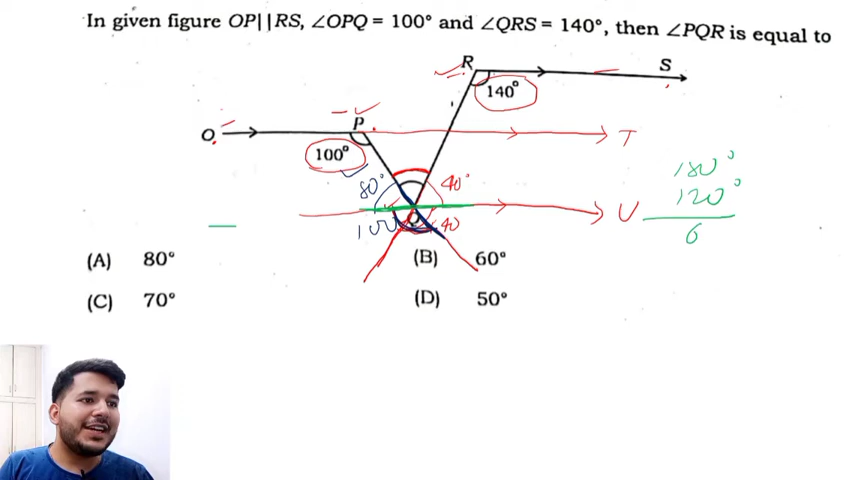 In given figure OP||RS, ∠OPQ = 100° and ∠QRS = 140°, then ∠PQR is equal to
R
S
140°
O
P
T
100°
180°
80°
40°
120°
U
100
Q
40
6
(A) 80°
(B) 60°
(C) 70°
(D) 50°